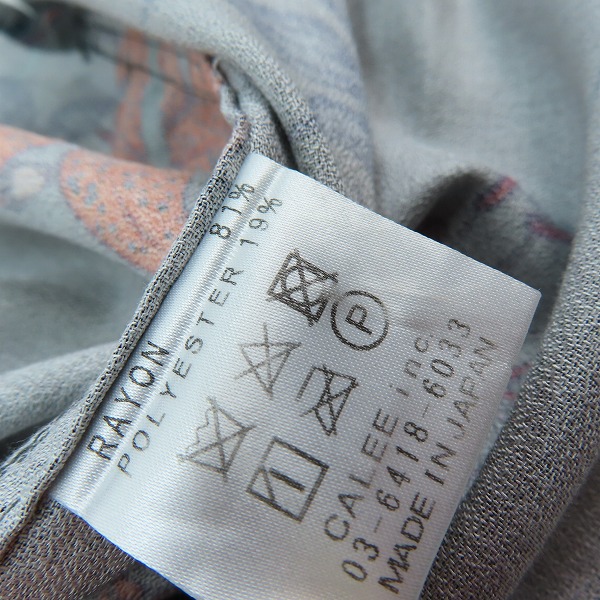 RAYON 81%
POLYESTER 19%
P
CALEE inc.
03-6418-6033
MADE IN JAPAN